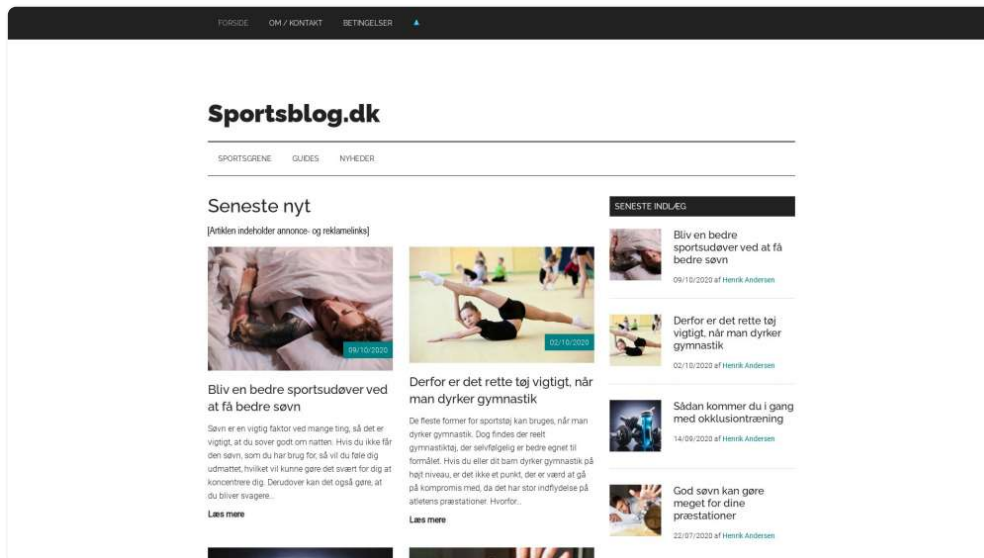 FORSIDE OM / KONTAKT BETINGELSER
Sportsblog.dk
SPORTSGRENE GUIDES NYHEDER
Seneste nyt
[Artiklen indeholder annonce- og reklamelinks]
09/10/2020
Bliv en bedre sportsudøver ved
at få bedre søvn
Søvn er en vigtig faktor ved mange ting, så det er
vigtigt, at du sover godt om natten. Hvis du ikke får
den søvn, som du har brug for, så vil du føle dig
udmattet, hvilket vil kunne gøre det svært for dig at
koncentrere dig. Derudover kan det også gøre, at
du bliver svagere...
Læs mere
02/10/2020
Derfor er det rette tøj vigtigt, når
man dyrker gymnastik
De fleste former for sportstøj kan bruges, når man
dyrker gymnastik. Dog findes der reelt
gymnastiktøj, der selvfølgelig er bedre egnet til
formålet. Hvis du eller dit barn dyrker gymnastik på
højt niveau, er det ikke et punkt, der er værd at gå
på kompromis med, da det har stor indflydelse på
atletens præstationer. Hvorfor...
Læs mere
SENESTE INDLÆG
Bliv en bedre
sportsudøver ved at få
bedre søvn
09/10/2020 af Henrik Andersen
Derfor er det rette tøj
vigtigt, når man dyrker
gymnastik
02/10/2020 af Henrik Andersen
Sådan kommer du i gang
med okklusiontræning
14/09/2020 af Henrik Andersen
God søvn kan gøre
meget for dine
præstationer
22/07/2020 af Henrik Andersen